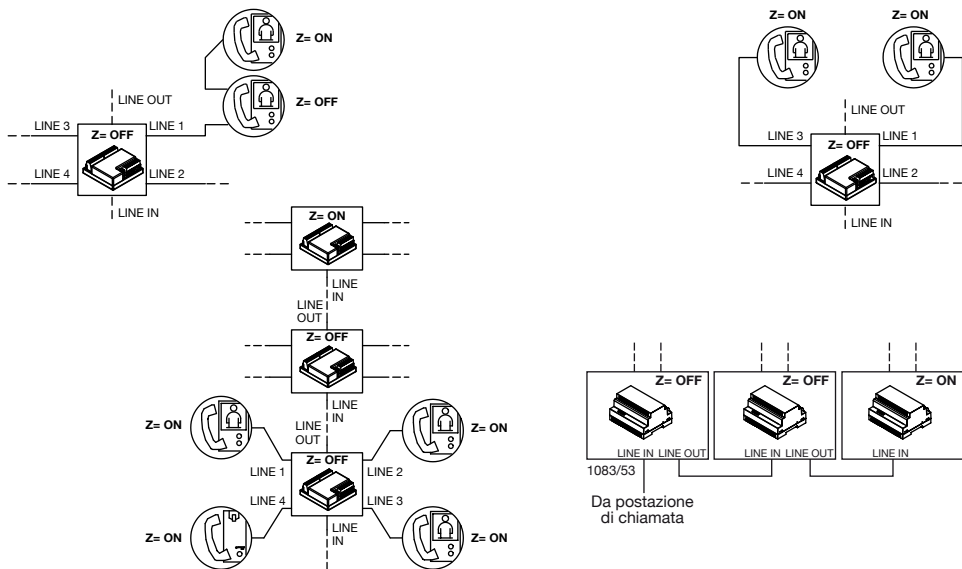 Z= ON
Z= OFF
LINE OUT
LINE 3
Z= OFF
LINE 1
LINE 4
LINE 2
LINE IN
Z= ON
Z= ON
LINE OUT
LINE 3
Z= OFF
LINE 1
LINE 4
LINE 2
LINE IN
Z= ON
LINE
IN
LINE
OUT
Z= OFF
LINE
IN
LINE
OUT
Z= ON
Z= ON
Z= OFF
LINE 1
LINE 2
LINE 4
LINE 3
Z= ON
Z= ON
LINE
IN
Z= OFF
Z= OFF
Z= ON
LINE IN
LINE OUT
LINE IN
LINE OUT
LINE IN
1083/53
Da postazione
di chiamata